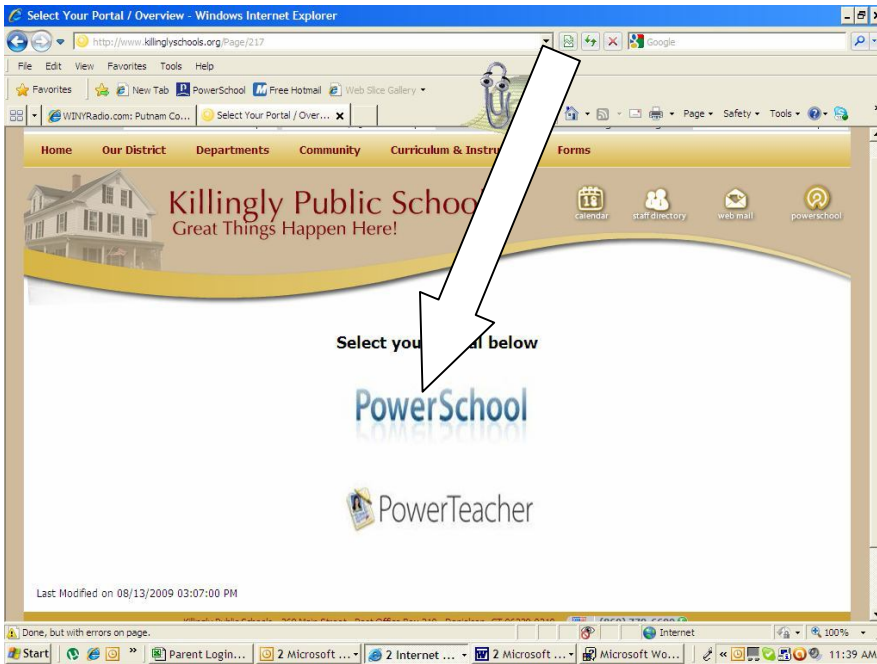 Select Your Portal / Overview - Windows Internet Explorer
http://www.killinglyschools.org/Page/217
Google
File Edit View Favorites Tools Help
Favorites New Tab PowerSchool Free Hotmail Web Slice Gallery
WINYRadio.com: Putnam Co... Select Your Portal / Over... Page Safety Tools
Home Our District Departments Community Curriculum & Forms
Killingly Public
Great Things Happen Here!
calendar staff directory web mail powerschool
Select below
PowerSchool
PowerTeacher
Last Modified on 08/13/2009 03:07:00 PM
Done, but with errors on page. Internet 100%
Start Parent Login... 2 Microsoft ... 2 Internet ... 2 Microsoft ... Microsoft Wo... 11:39 AM